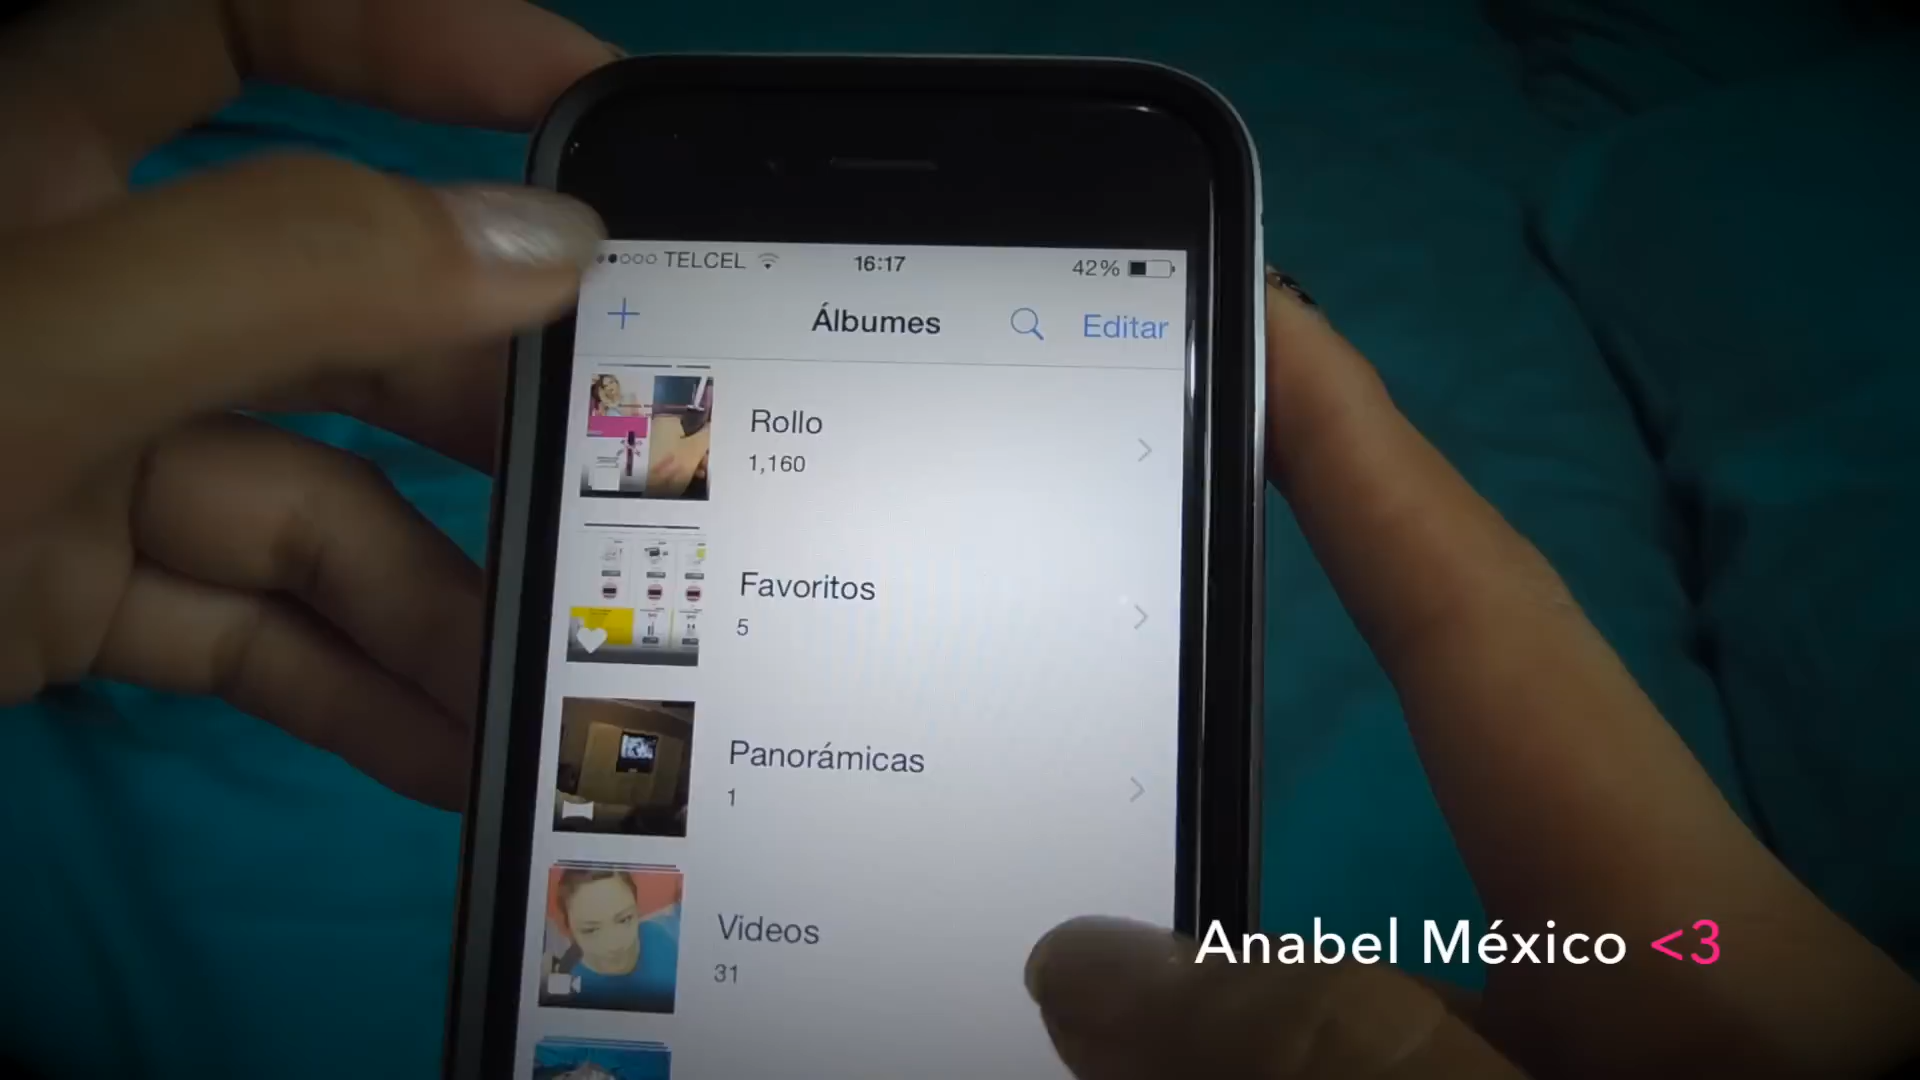 TELCEL 16:17 42%
+ Álbumes Editar
Rollo
1,160
Favoritos
5
Panorámicas
1
Videos
31
Anabel México <3